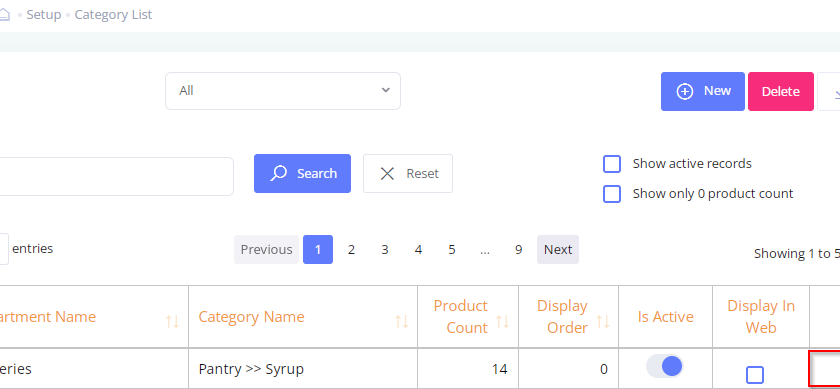 Setup Category List
All
New
Delete
Search
Reset
Show active records
Show only 0 product count
entries
Previous 1 2 3 4 5 ... 9 Next
Showing 1 to 5
artment Name
Category Name
Product Count
Display Order
Is Active
Display In Web
eries
Pantry >> Syrup
14
0